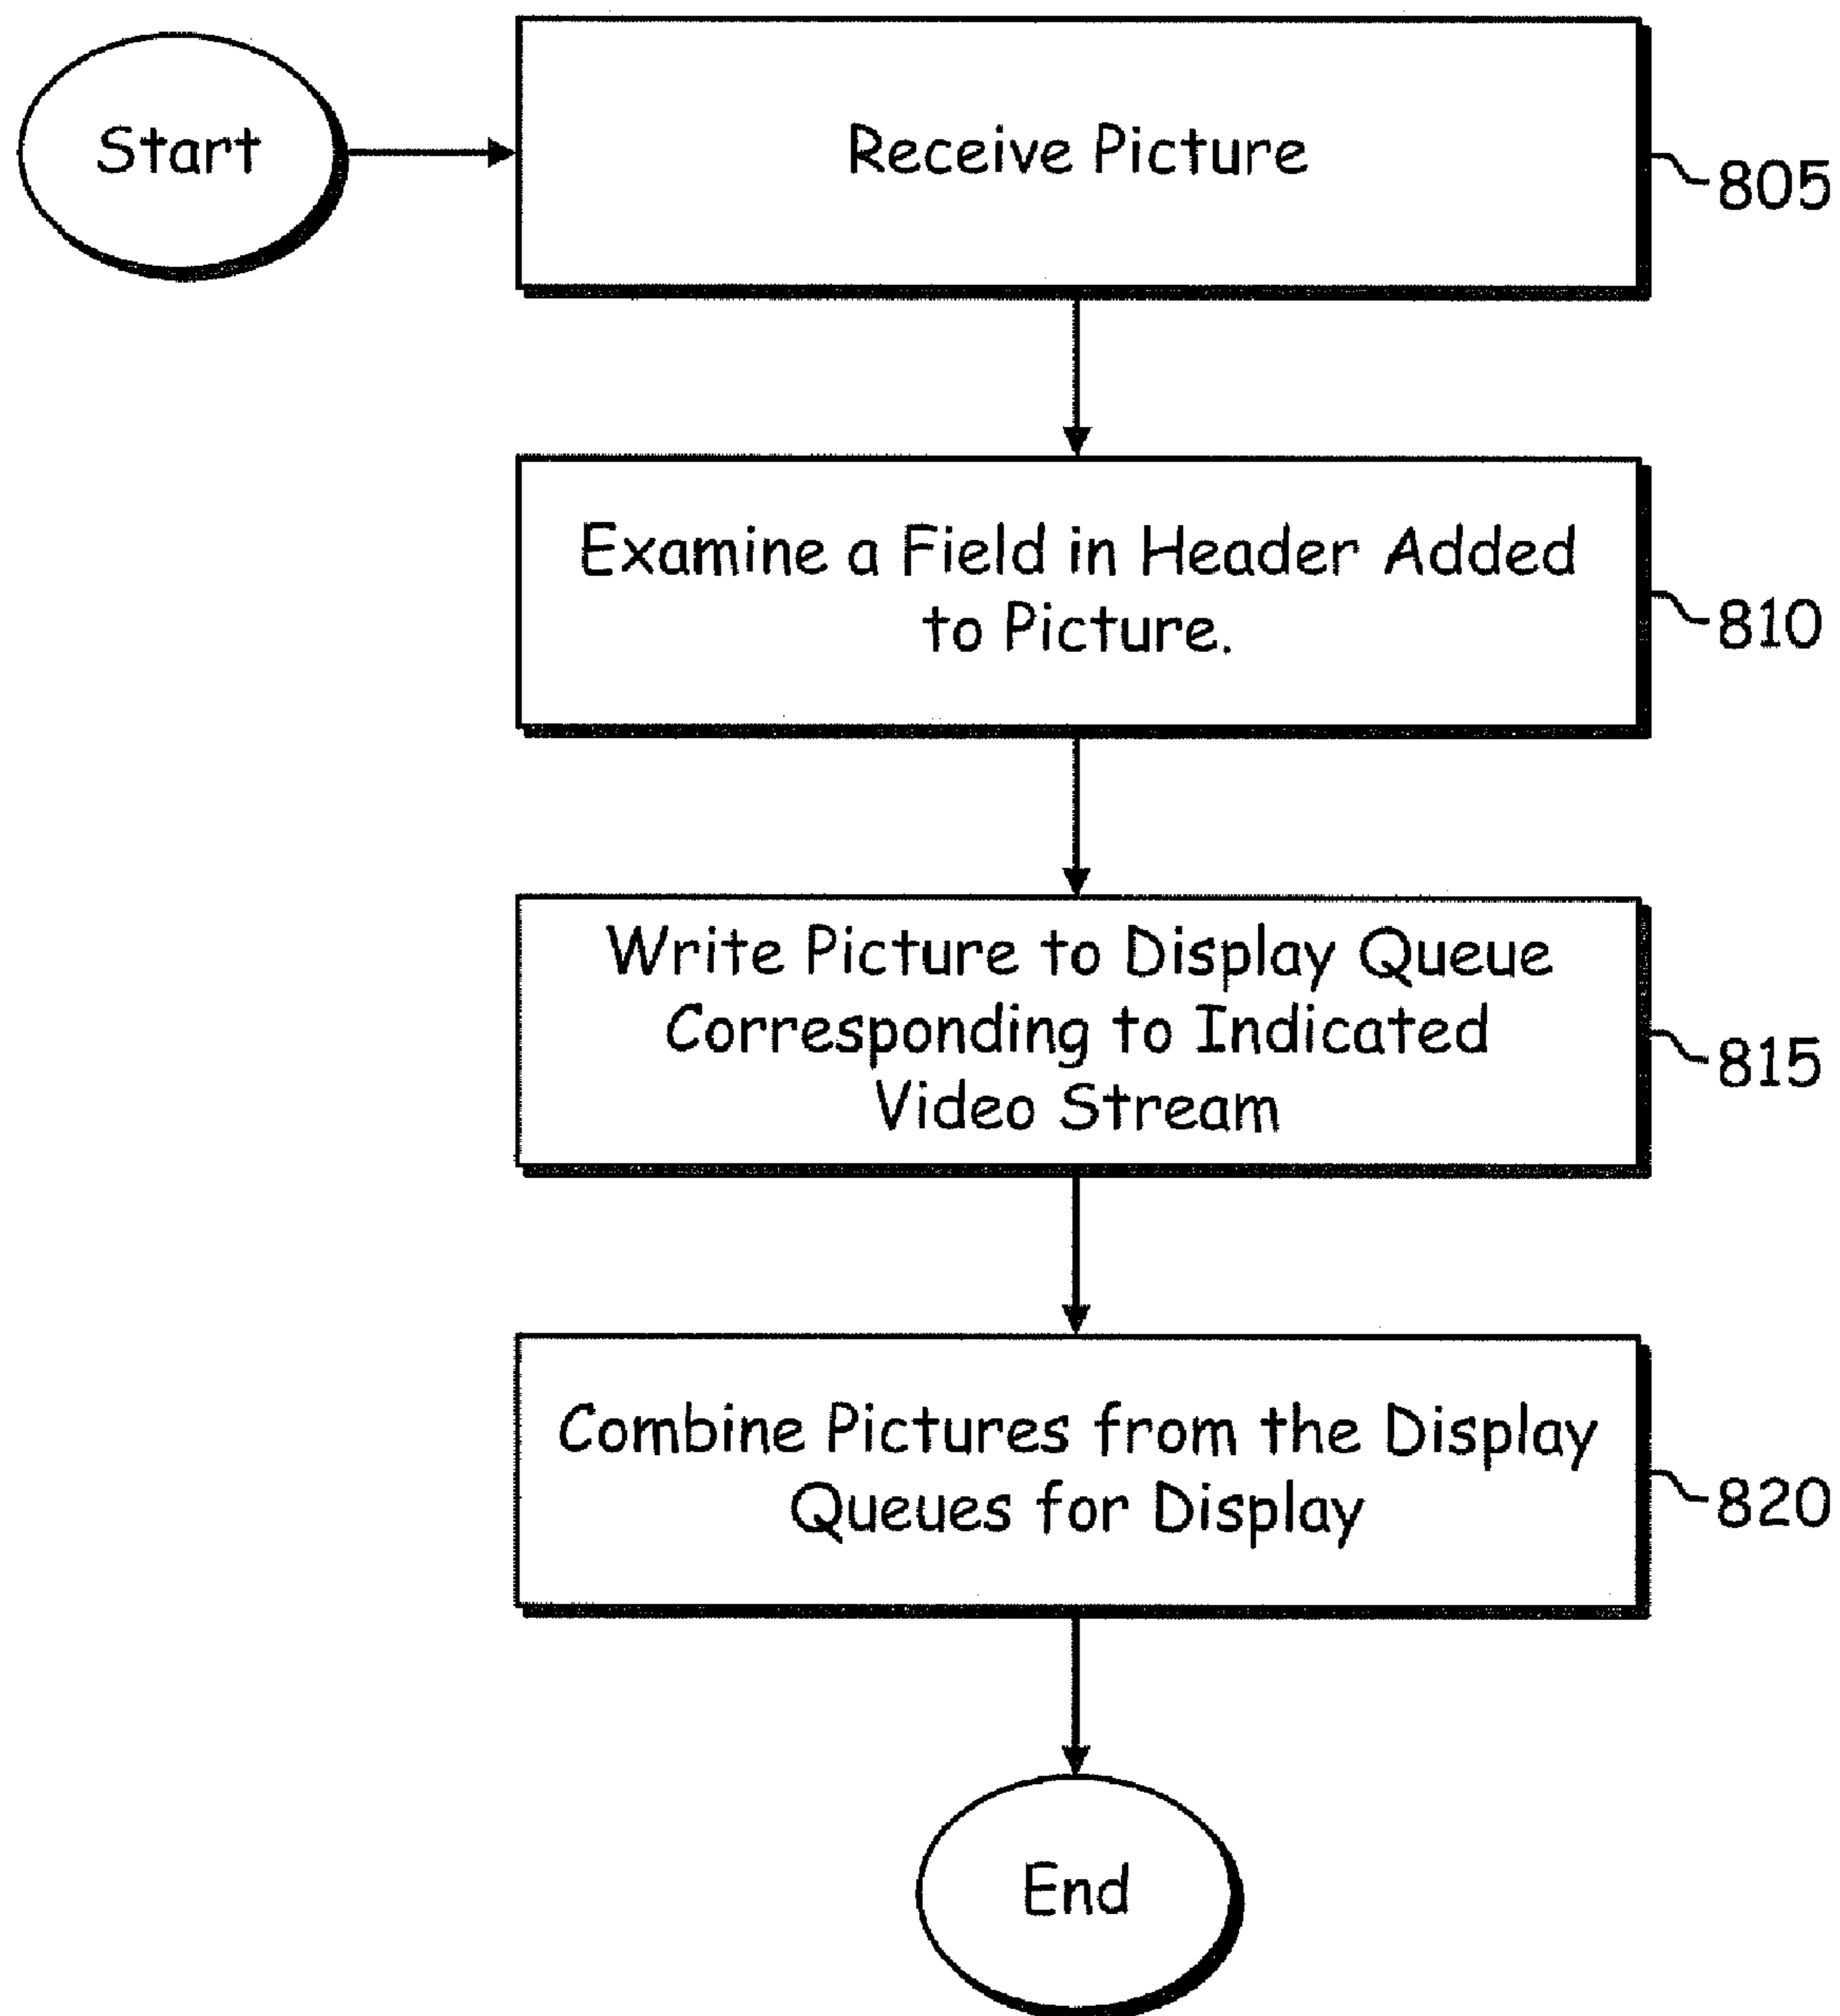 Start
Receive Picture
805
Examine a Field in Header Added
to Picture.
810
Write Picture to Display Queue
Corresponding to Indicated
Video Stream
815
Combine Pictures from the Display
Queues for Display
820
End